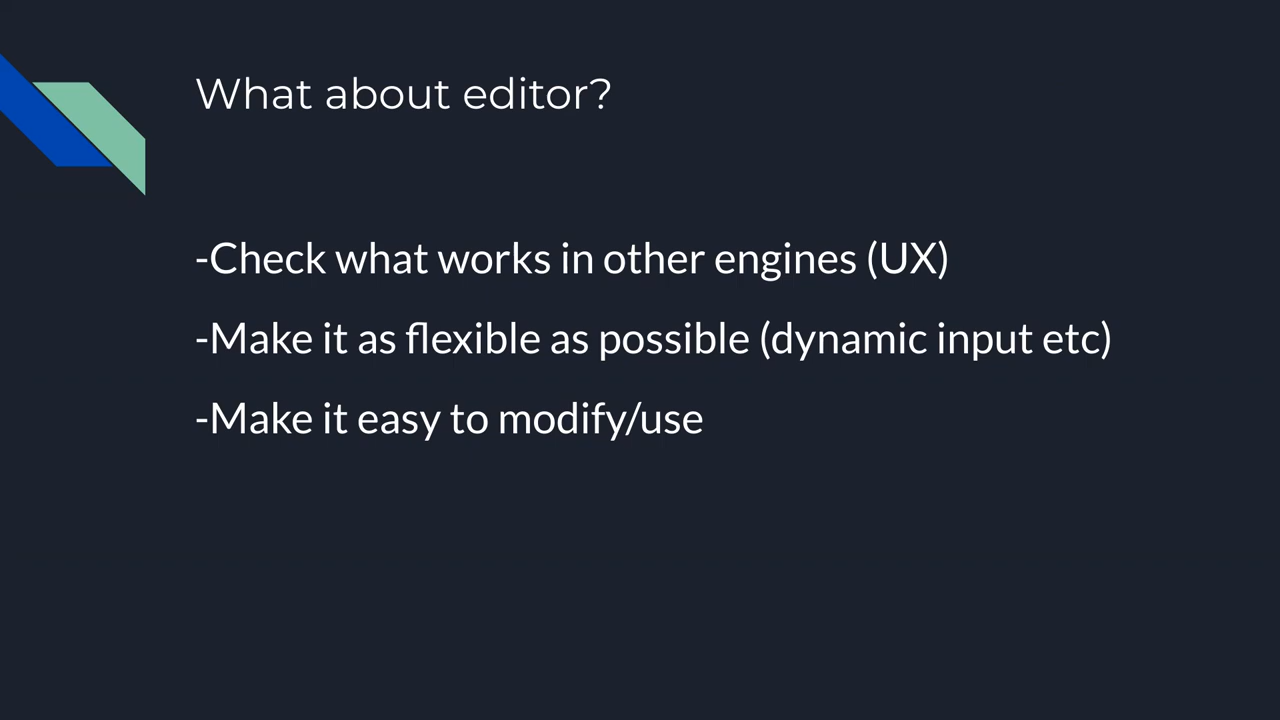 What about editor?
-Check what works in other engines (UX)
-Make it as flexible as possible (dynamic input etc)
-Make it easy to modify/use